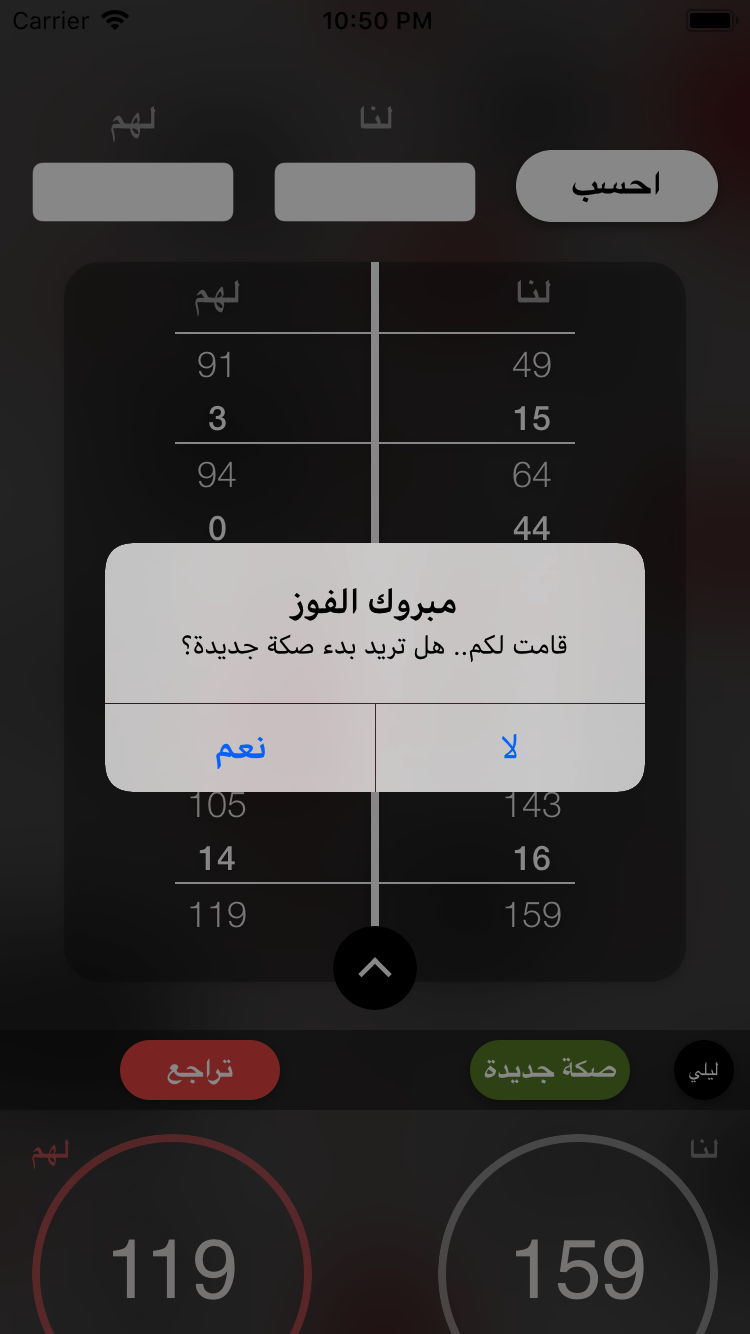 Carrier 10:50 PM
لنا لهم
احسب
لنا لهم
49 91
15 3
64 94
44 0
مبروك الفوز
قامت لكم.. هل تريد بدء صكة جديدة؟
لا نعم
143 105
16 14
159 119
ليلي صكة جديدة تراجع
لنا لهم
159 119